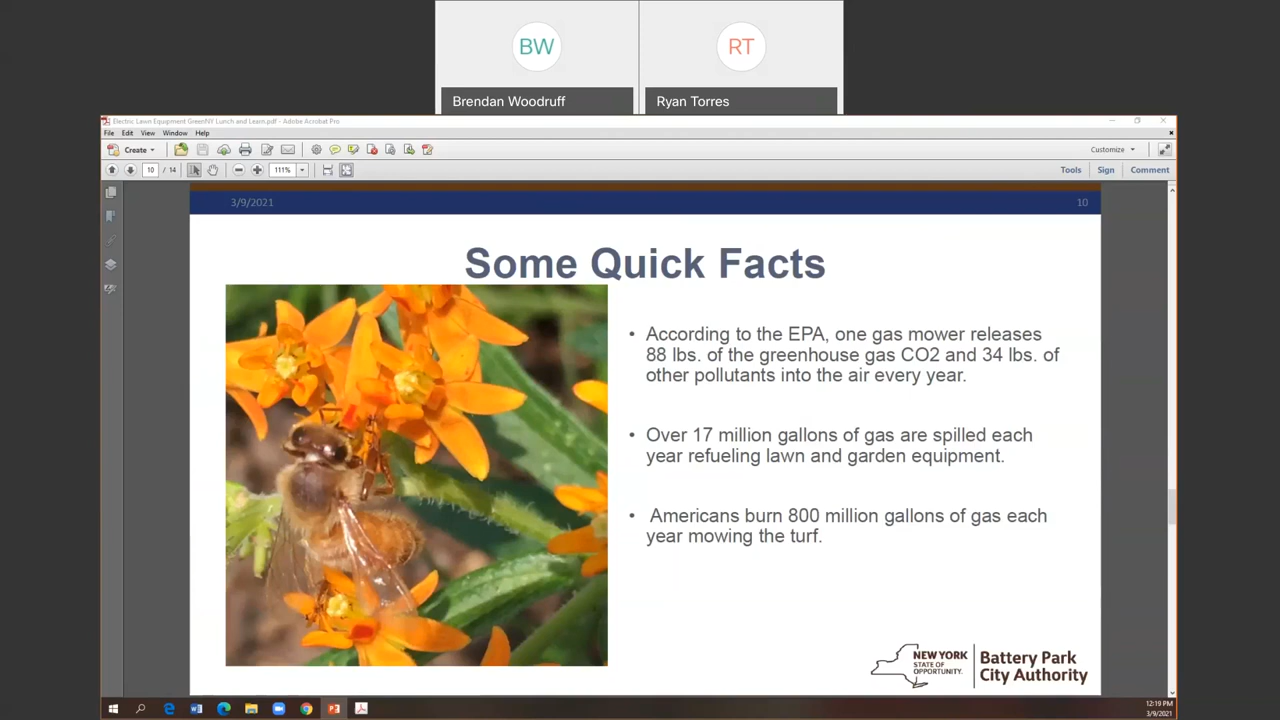 BW
RT
Brendan Woodruff
Ryan Torres
Electric Lawn Equipment GreenNY Lunch and Learn.pdf - Adobe Acrobat Pro
File Edit View Window Help
Create
Customize
10 / 14
111%
Tools Sign Comment
3/9/2021
10
Some Quick Facts
• According to the EPA, one gas mower releases
88 lbs. of the greenhouse gas CO2 and 34 lbs. of
other pollutants into the air every year.
• Over 17 million gallons of gas are spilled each
year refueling lawn and garden equipment.
• Americans burn 800 million gallons of gas each
year mowing the turf.
NEW YORK
STATE OF
OPPORTUNITY.
Battery Park
City Authority
12:19 PM
3/9/2021